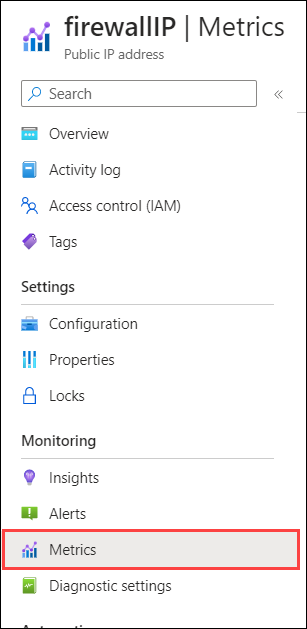 firewallIP | Metrics
Public IP address
Search
Overview
Activity log
Access control (IAM)
Tags
Settings
Configuration
Properties
Locks
Monitoring
Insights
Alerts
Metrics
Diagnostic settings